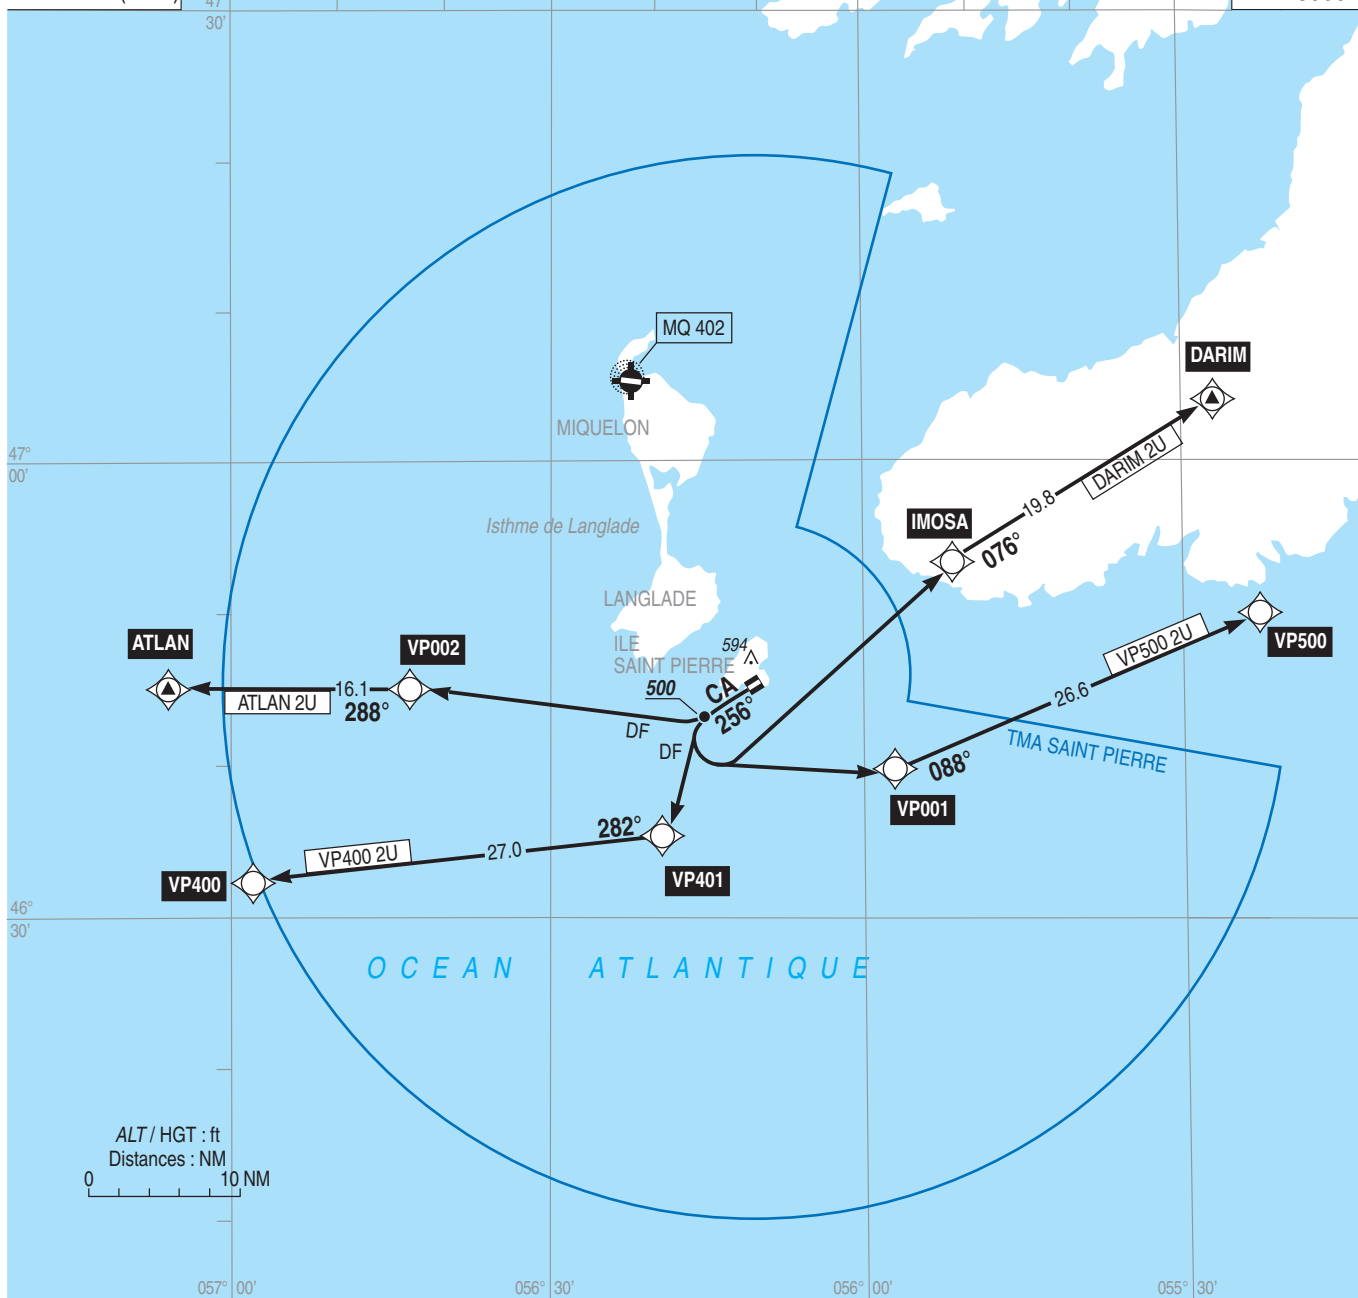 30'
MQ 402
DARIM
MIQUELON
47°
00'
DARIM 2U
19.8
IMOSA
076°
Isthme de Langlade
LANGLADE
ILE
SAINT PIERRE
594
ATLAN
VP002
VP500 2U
VP500
500
CA
256°
16.1
ATLAN 2U
288°
26.6
DF
DF
TMA SAINT PIERRE
088°
VP001
282°
VP400 2U
27.0
VP401
VP400
46°
30'
OCEAN ATLANTIQUE
ALT / HGT : ft
Distances : NM
0 10 NM
057° 00'
056° 30'
056° 00'
055° 30'